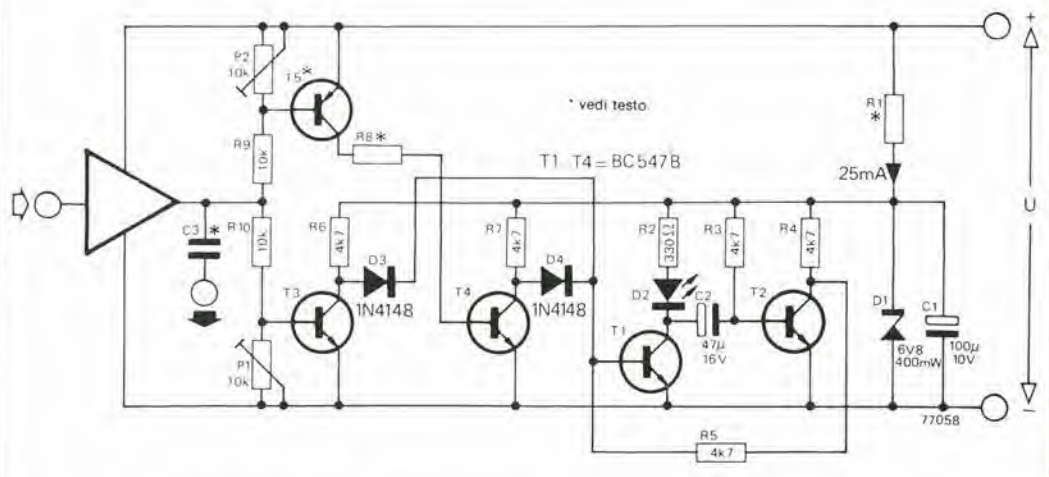 +
P2
10k
T5*
* vedi testo
R1
*
R8*
R9
10k
T1...T4=BC547B
25mA
U
C3 *
R10
10k
R6
4k7
D3
1N4148
R7
4k7
D4
1N4148
R2
330Ω
R3
4k7
R4
4k7
T3
T4
D2
C2
47µ
16V
T2
T1
D1
6V8
400mW
C1
100µ
10V
P1
10k
R5
4k7
77058
−